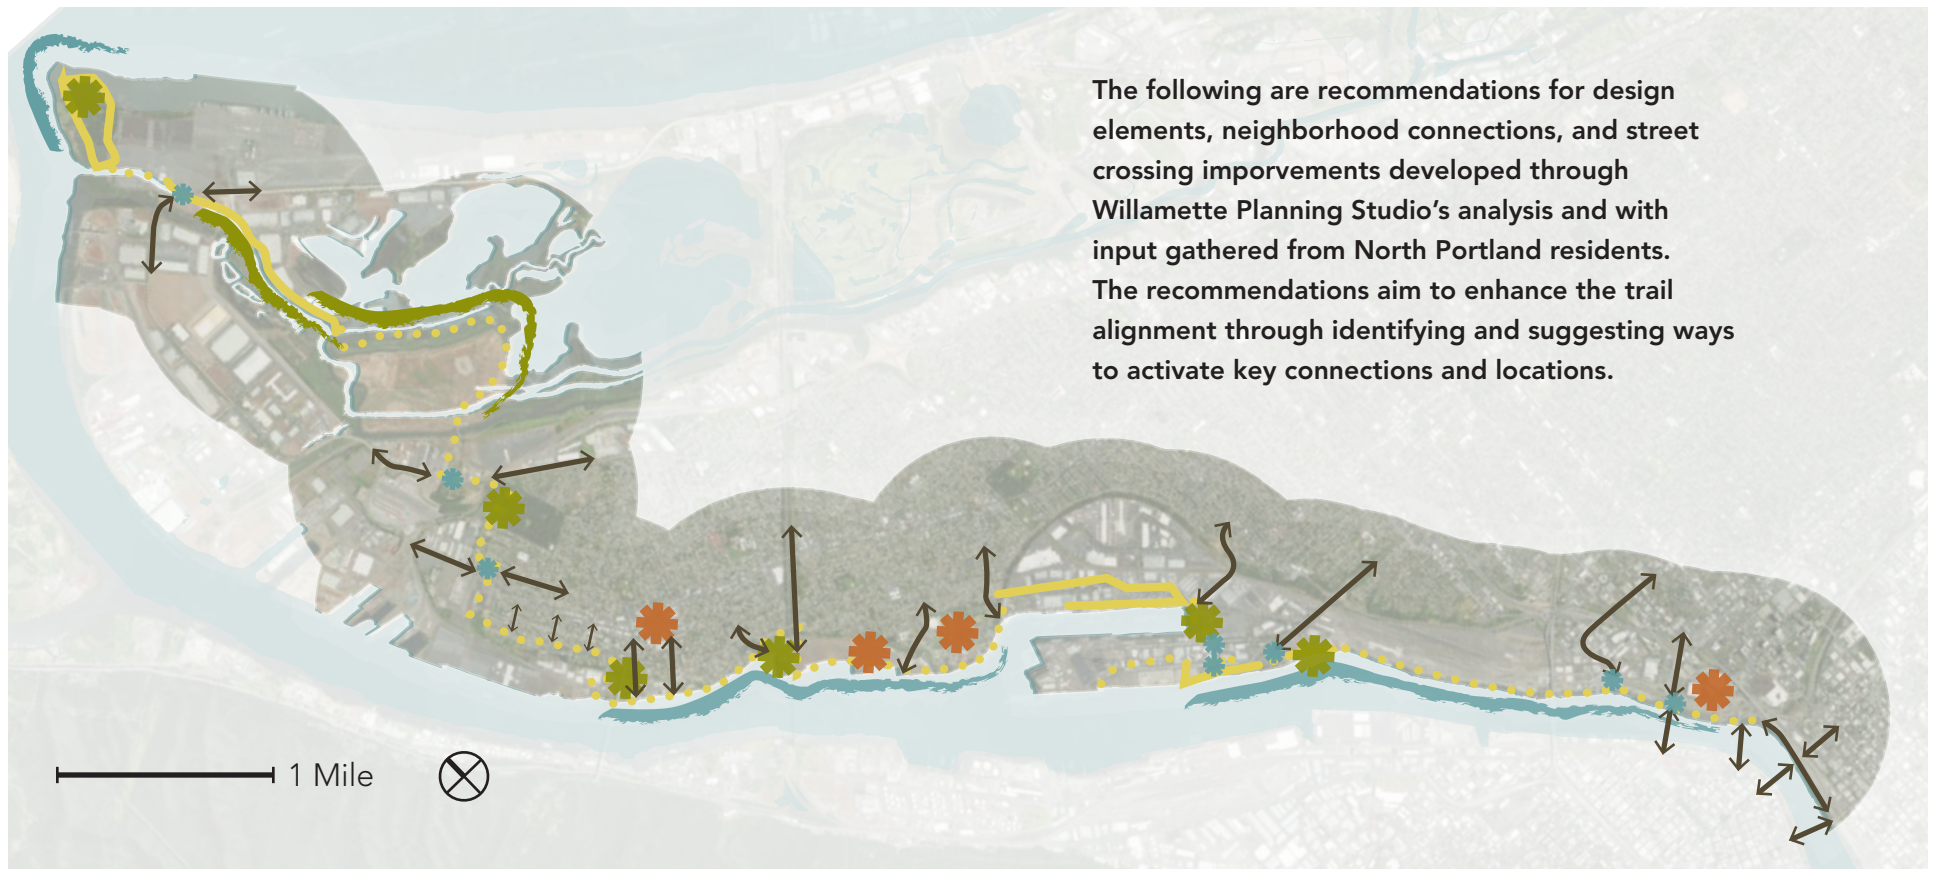 The following are recommendations for design
elements, neighborhood connections, and street
crossing imporvements developed through
Willamette Planning Studio’s analysis and with
input gathered from North Portland residents.
The recommendations aim to enhance the trail
alignment through identifying and suggesting ways
to activate key connections and locations.
1 Mile